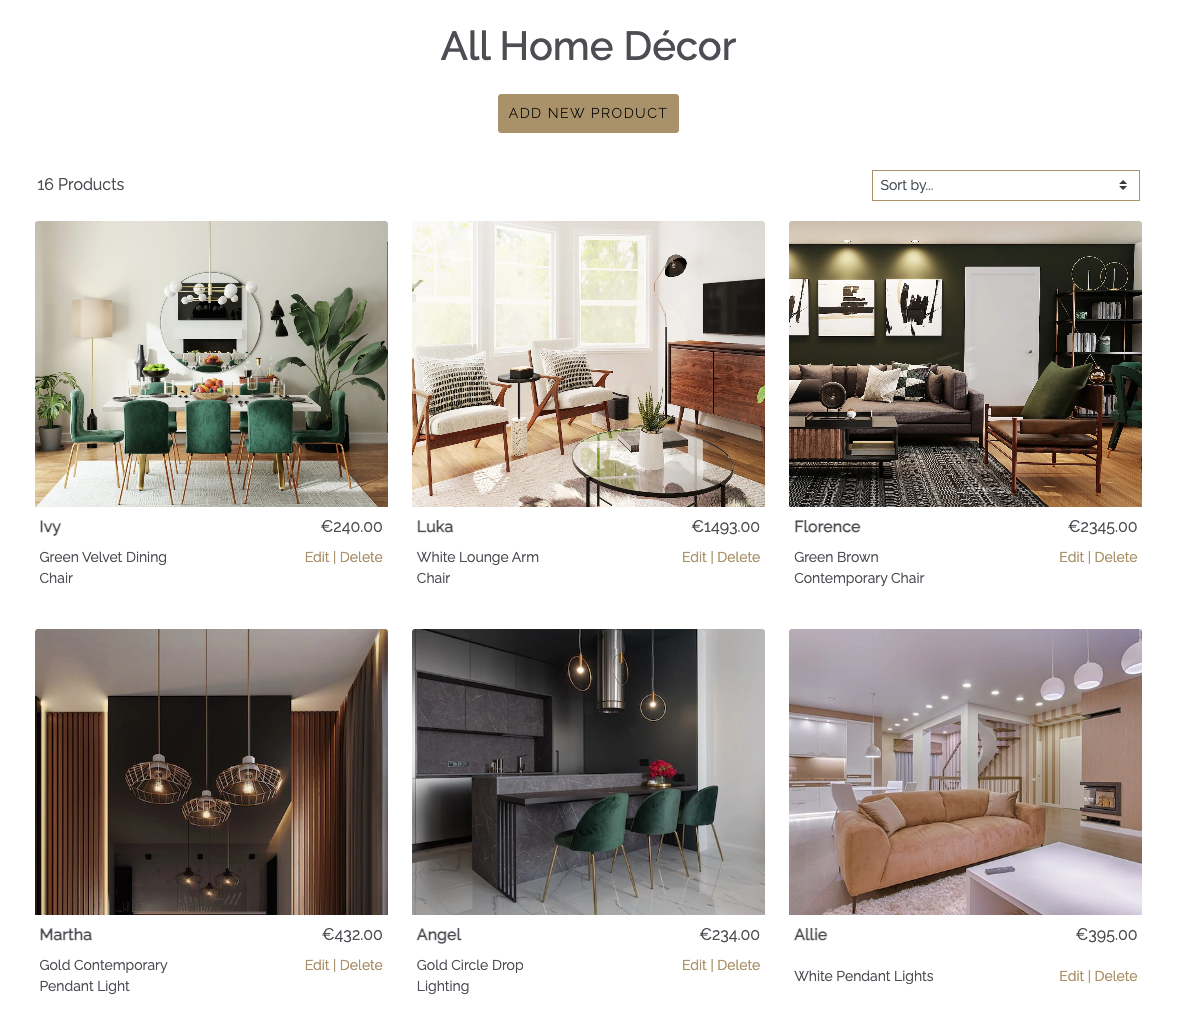 All Home Décor
ADD NEW PRODUCT
16 Products
Sort by...
Ivy
€240.00
Green Velvet Dining
Chair
Edit | Delete
Luka
€1493.00
White Lounge Arm
Chair
Edit | Delete
Florence
€2345.00
Green Brown
Contemporary Chair
Edit | Delete
Martha
€432.00
Gold Contemporary
Pendant Light
Edit | Delete
Angel
€234.00
Gold Circle Drop
Lighting
Edit | Delete
Allie
€395.00
White Pendant Lights
Edit | Delete